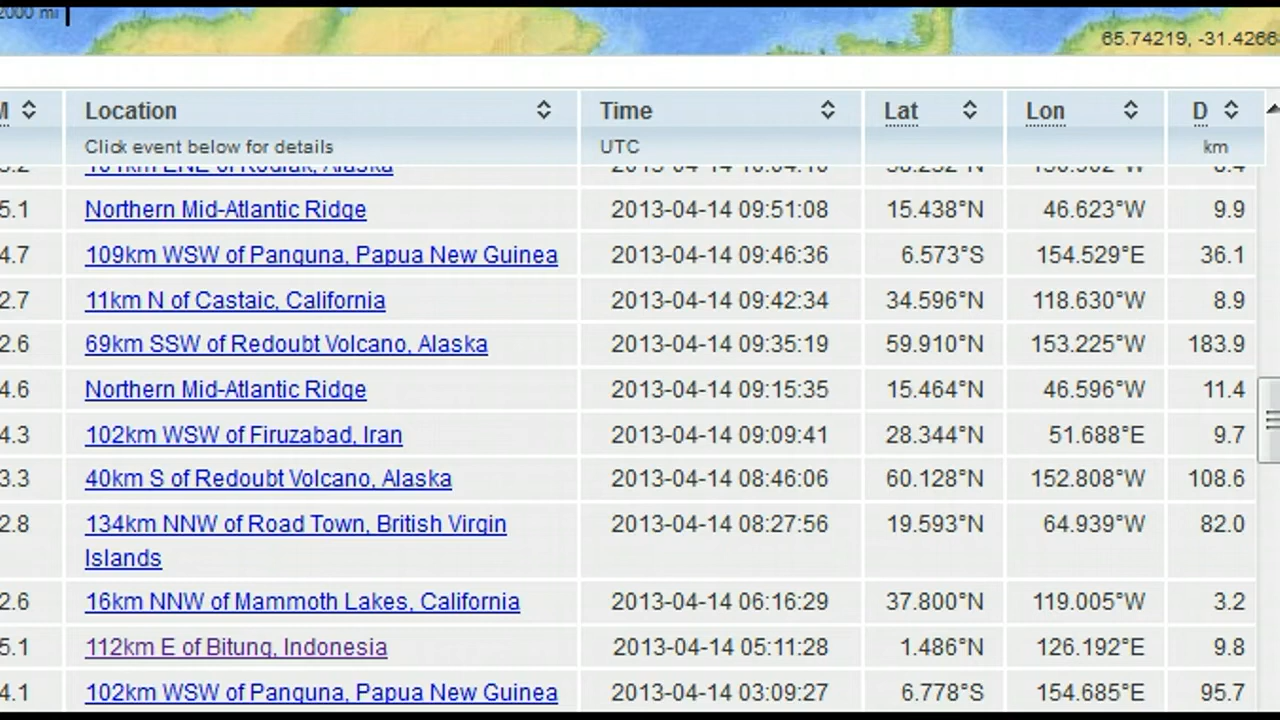 2000 mi
65.74219, -31.4266
M Location Time Lat Lon D
Click event below for details UTC km
5.1 Northern Mid-Atlantic Ridge 2013-04-14 09:51:08 15.438°N 46.623°W 9.9
4.7 109km WSW of Panguna, Papua New Guinea 2013-04-14 09:46:36 6.573°S 154.529°E 36.1
2.7 11km N of Castaic, California 2013-04-14 09:42:34 34.596°N 118.630°W 8.9
2.6 69km SSW of Redoubt Volcano, Alaska 2013-04-14 09:35:19 59.910°N 153.225°W 183.9
4.6 Northern Mid-Atlantic Ridge 2013-04-14 09:15:35 15.464°N 46.596°W 11.4
4.3 102km WSW of Firuzabad, Iran 2013-04-14 09:09:41 28.344°N 51.688°E 9.7
3.3 40km S of Redoubt Volcano, Alaska 2013-04-14 08:46:06 60.128°N 152.808°W 108.6
2.8 134km NNW of Road Town, British Virgin 2013-04-14 08:27:56 19.593°N 64.939°W 82.0
Islands
2.6 16km NNW of Mammoth Lakes, California 2013-04-14 06:16:29 37.800°N 119.005°W 3.2
5.1 112km E of Bitung, Indonesia 2013-04-14 05:11:28 1.486°N 126.192°E 9.8
4.1 102km WSW of Panguna, Papua New Guinea 2013-04-14 03:09:27 6.778°S 154.685°E 95.7